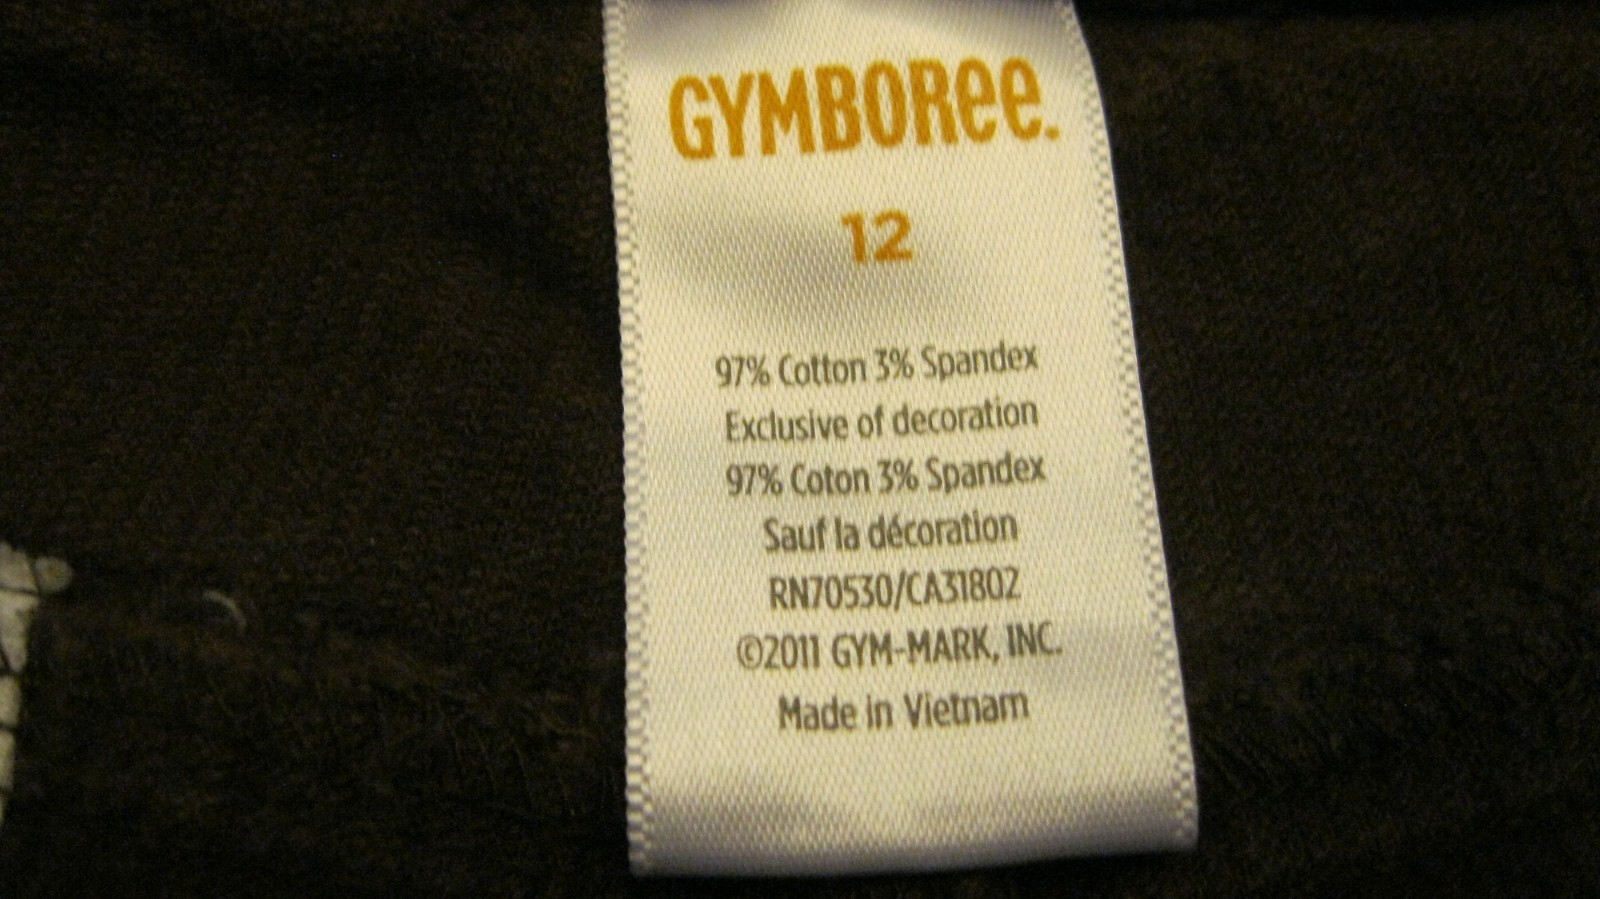 GYMBOREE.
12
97% Cotton 3% Spandex
Exclusive of decoration
97% Coton 3% Spandex
Sauf la décoration
RN70530/CA31802
©2011 GYM-MARK, INC.
Made in Vietnam